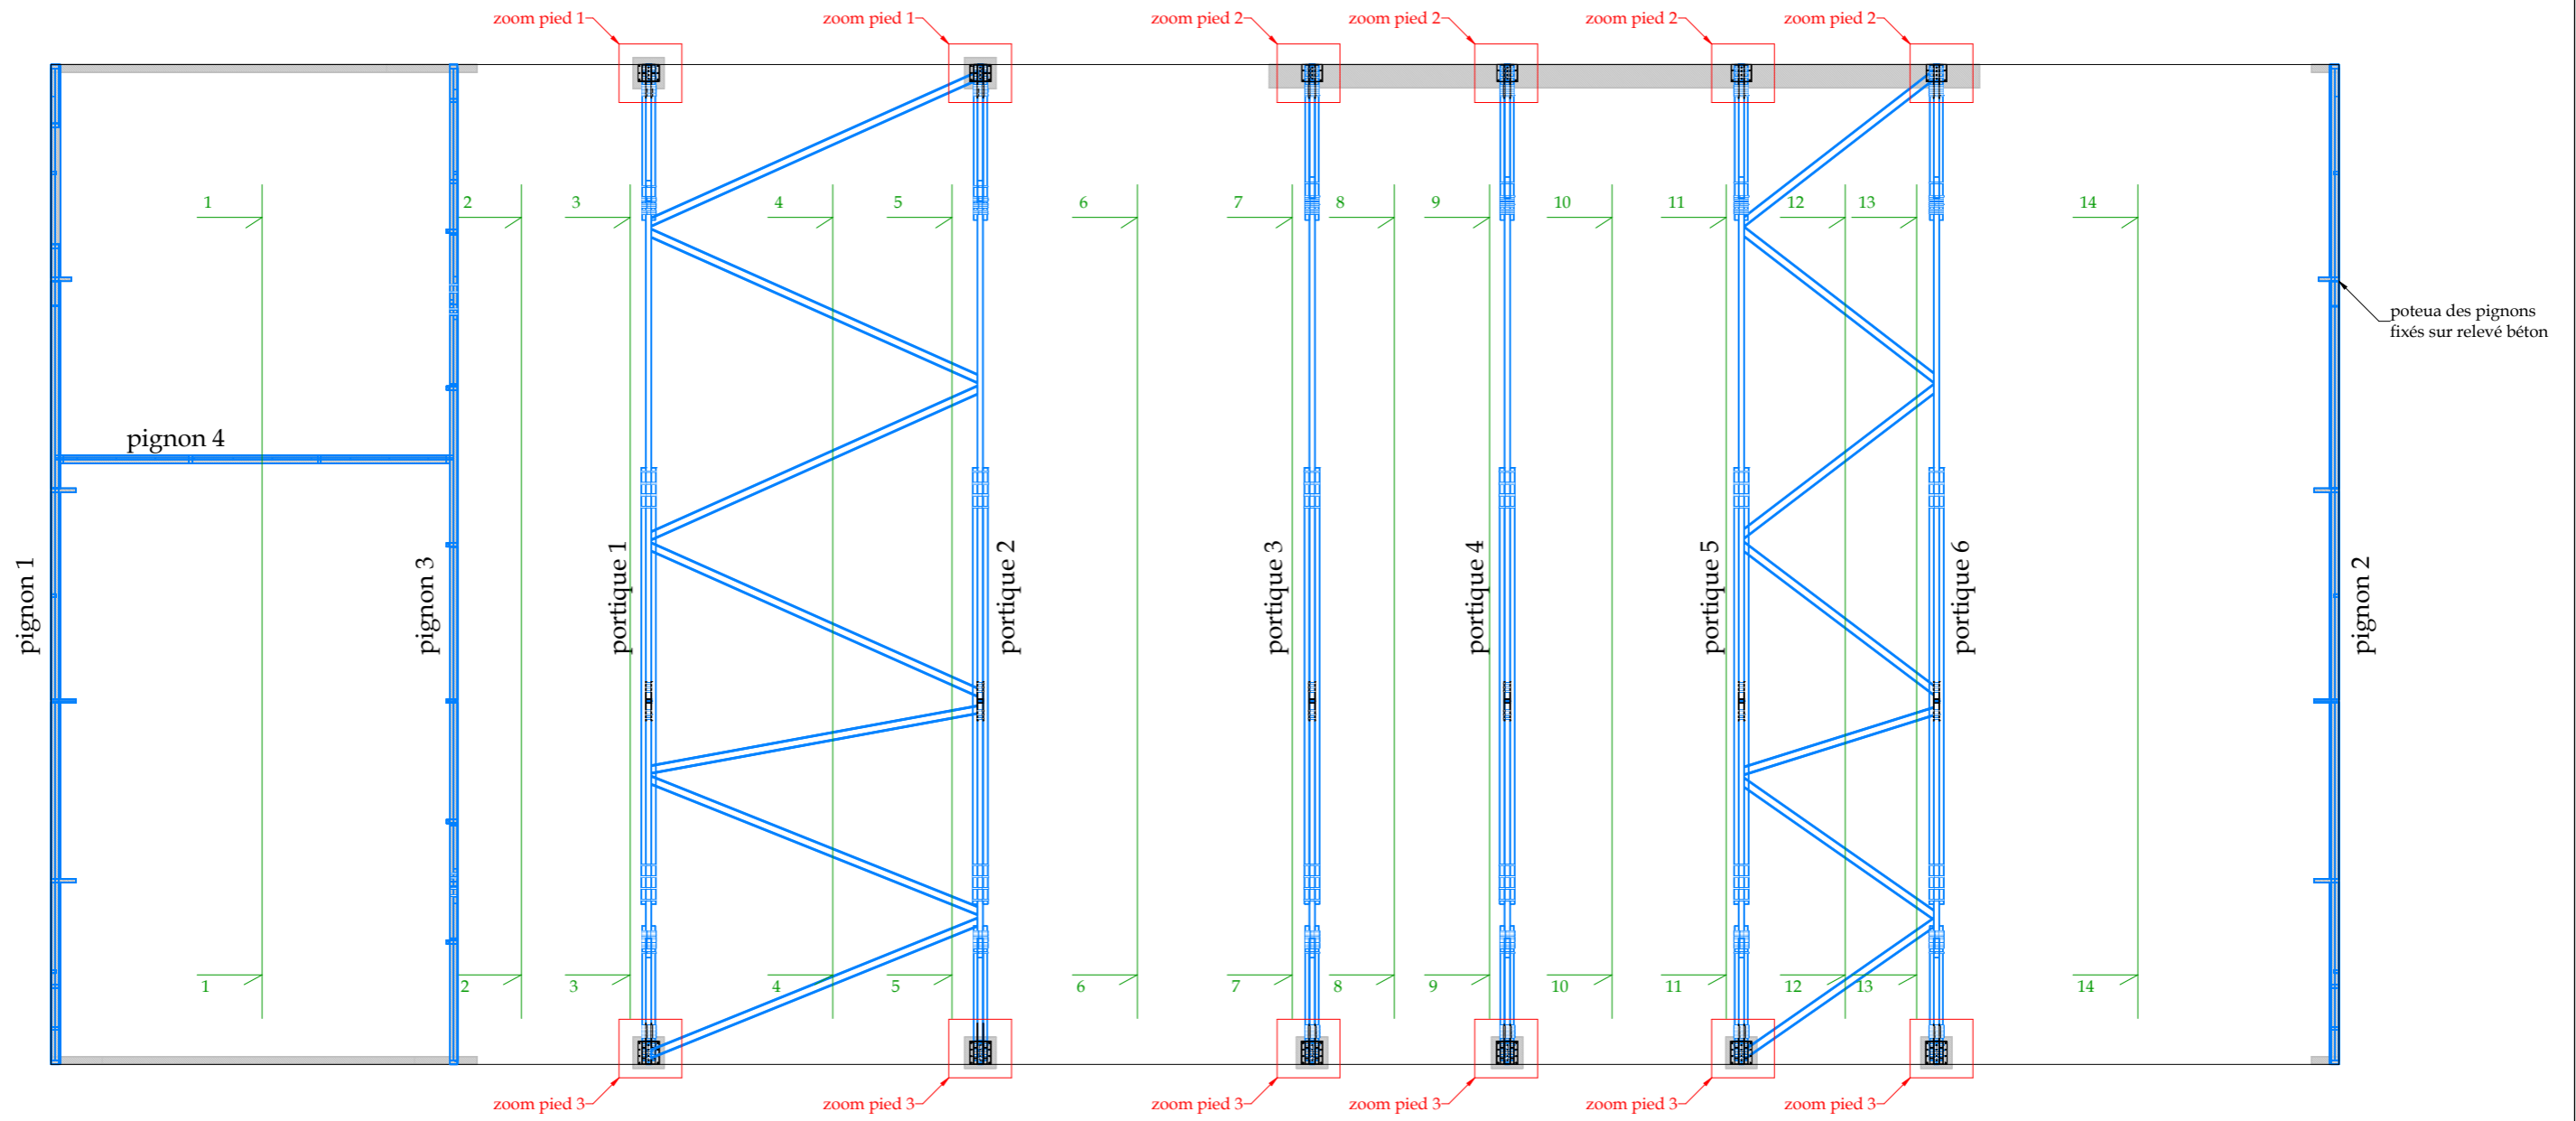 zoom pied 1
zoom pied 1
zoom pied 2
zoom pied 2
zoom pied 2
zoom pied 2
1
2
3
4
5
6
7
8
9
10
11
12
13
14
poteua des pignons
fixés sur relevé béton
pignon 4
pignon 1
pignon 3
portique 1
portique 2
portique 3
portique 4
portique 5
portique 6
pignon 2
1
2
3
4
5
6
7
8
9
10
11
12
13
14
zoom pied 3
zoom pied 3
zoom pied 3
zoom pied 3
zoom pied 3
zoom pied 3